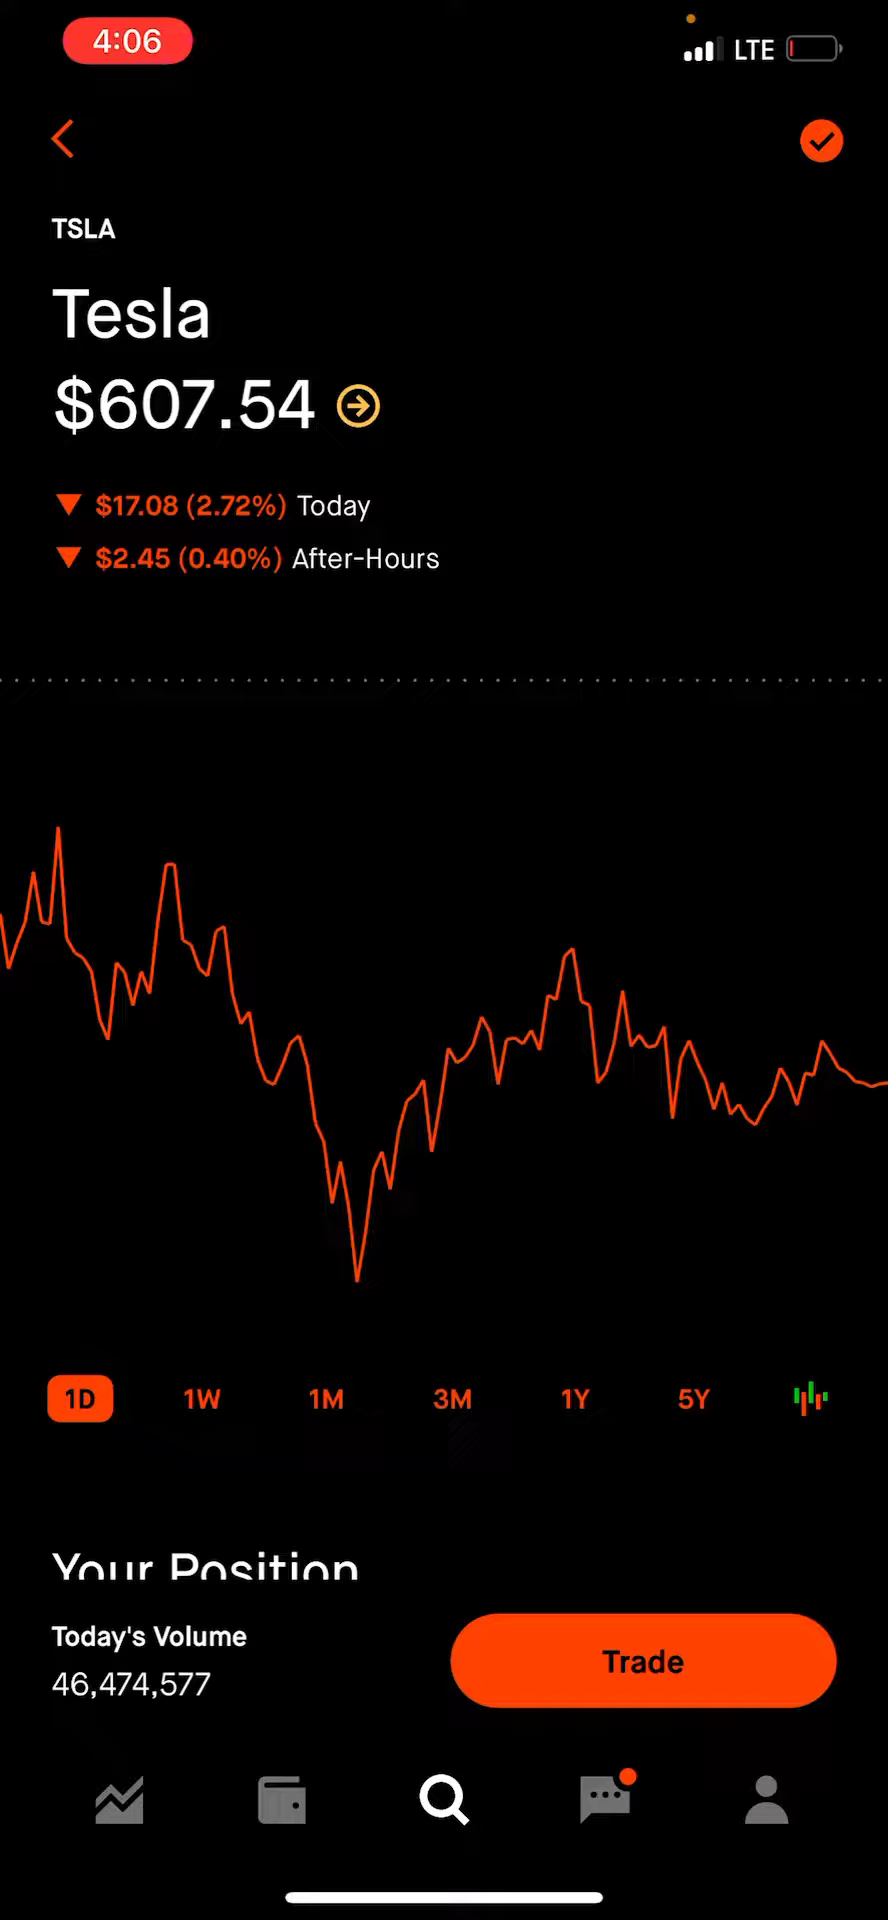 4:06
LTE
TSLA
Tesla
$607.54
$17.08 (2.72%) Today
$2.45 (0.40%) After-Hours
1D 1W 1M 3M 1Y 5Y
Your Position
Today's Volume
46,474,577
Trade